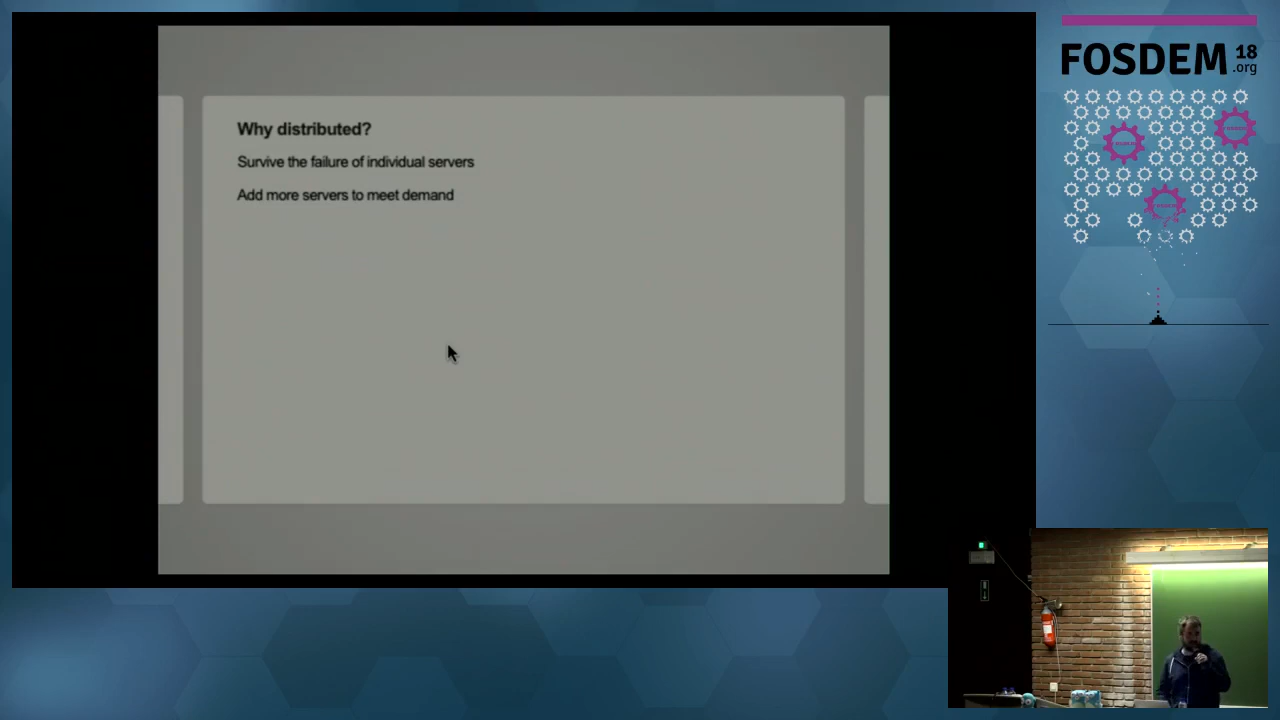 Why distributed?
Survive the failure of individual servers
Add more servers to meet demand
FOSDEM 18
.org